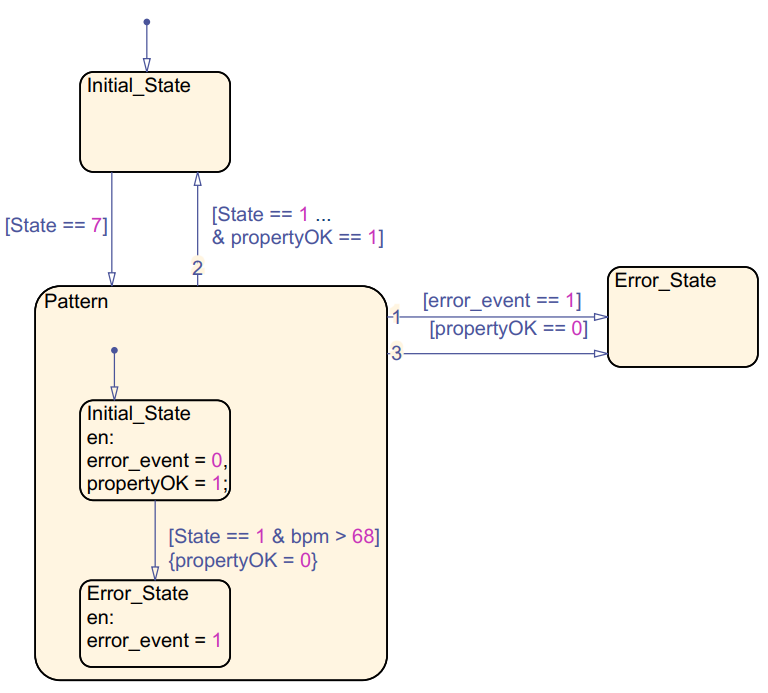 Initial_State
[State == 7]
[State == 1 ...
& propertyOK == 1]
2
Pattern
1
[error_event == 1]
[propertyOK == 0]
3
Error_State
Initial_State
en:
error_event = 0,
propertyOK = 1;
[State == 1 & bpm > 68]
{propertyOK = 0}
Error_State
en:
error_event = 1